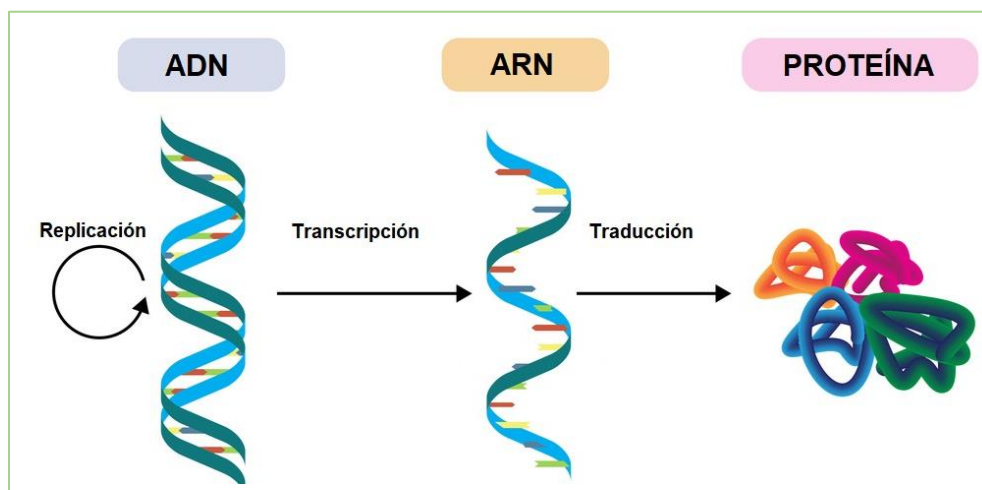 ADN
ARN
PROTEÍNA
Replicación
Transcripción
Traducción